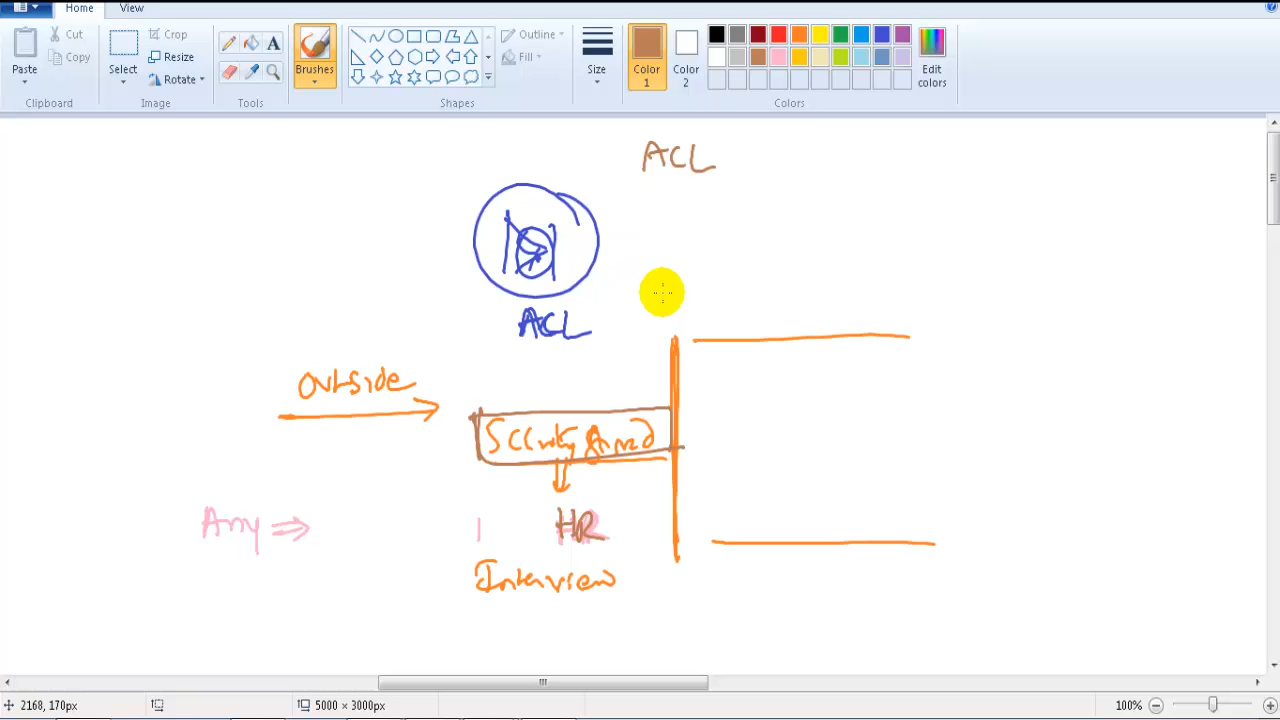 Home View
Cut
Copy
Paste
Clipboard
Crop
Resize
Rotate
Select
Image
Tools
Brushes
Outline
Fill
Shapes
Size
Color 1
Color 2
Edit colors
Colors
ACL
ACL
Outside
Any
HR
Interview
2168, 170px
5000 × 3000px
100%